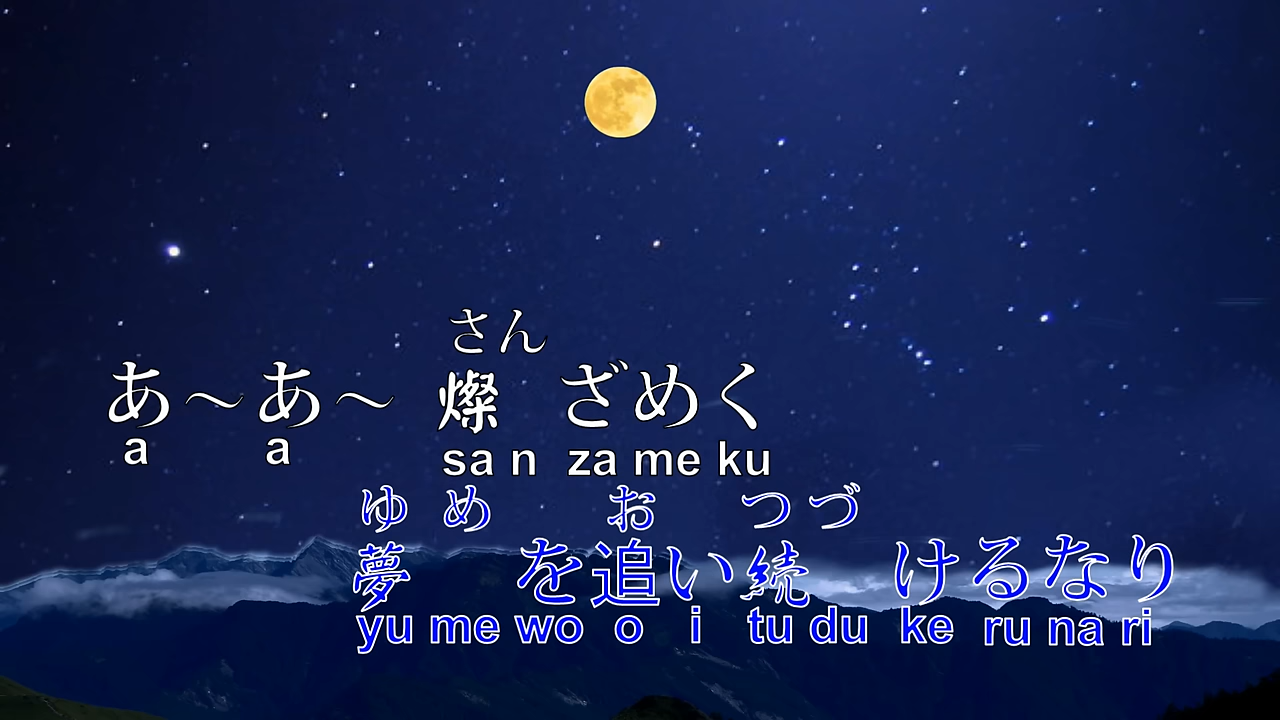 さん
あ～あ～ 燦 ざめく
a a sa n za me ku
ゆ め お つ づ
夢 を追い続 けるなり
yu me wo o i tu du ke ru na ri